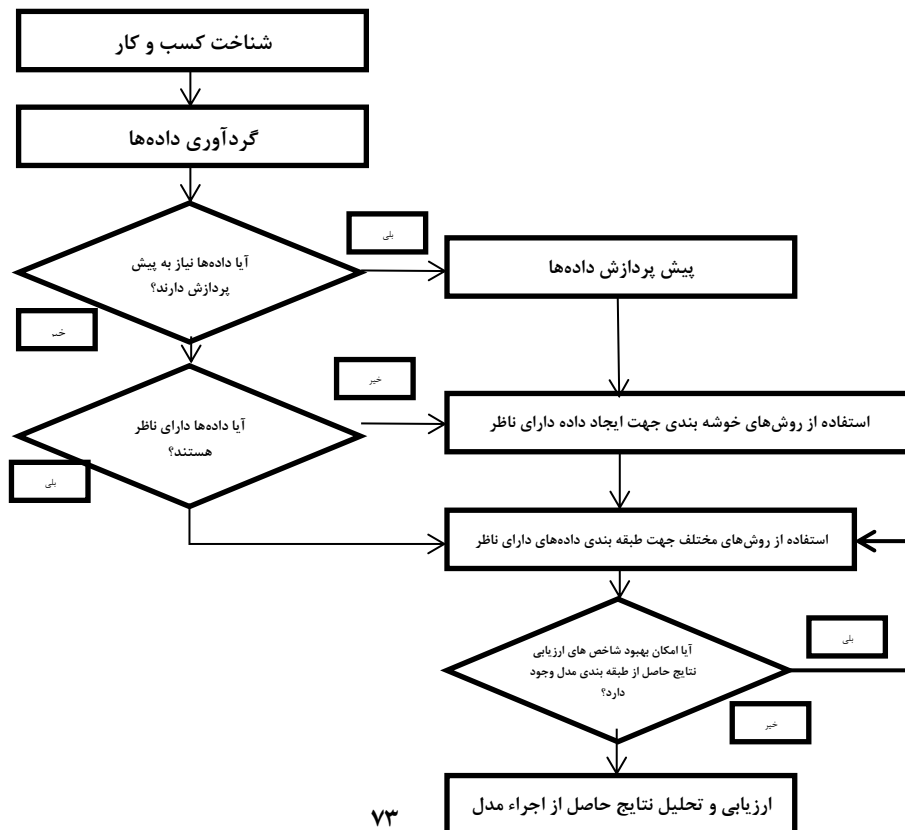 شناخت کسب و کار
گردآوری داده‌ها
آیا داده‌ها نیاز به پیش
پردازش دارند؟
بلی
پیش پردازش داده‌ها
آیا داده‌ها دارای ناظر
هستند؟
خیر
استفاده از روش‌های خوشه بندی جهت ایجاد داده دارای ناظر
بلی
استفاده از روش‌های مختلف جهت طبقه بندی داده‌های دارای ناظر
آیا امکان بهبود شاخص های ارزیابی
نتایج حاصل از طبقه بندی مدل وجود
دارد؟
بلی
خیر
ارزیابی و تحلیل نتایج حاصل از اجراء مدل
۷۳